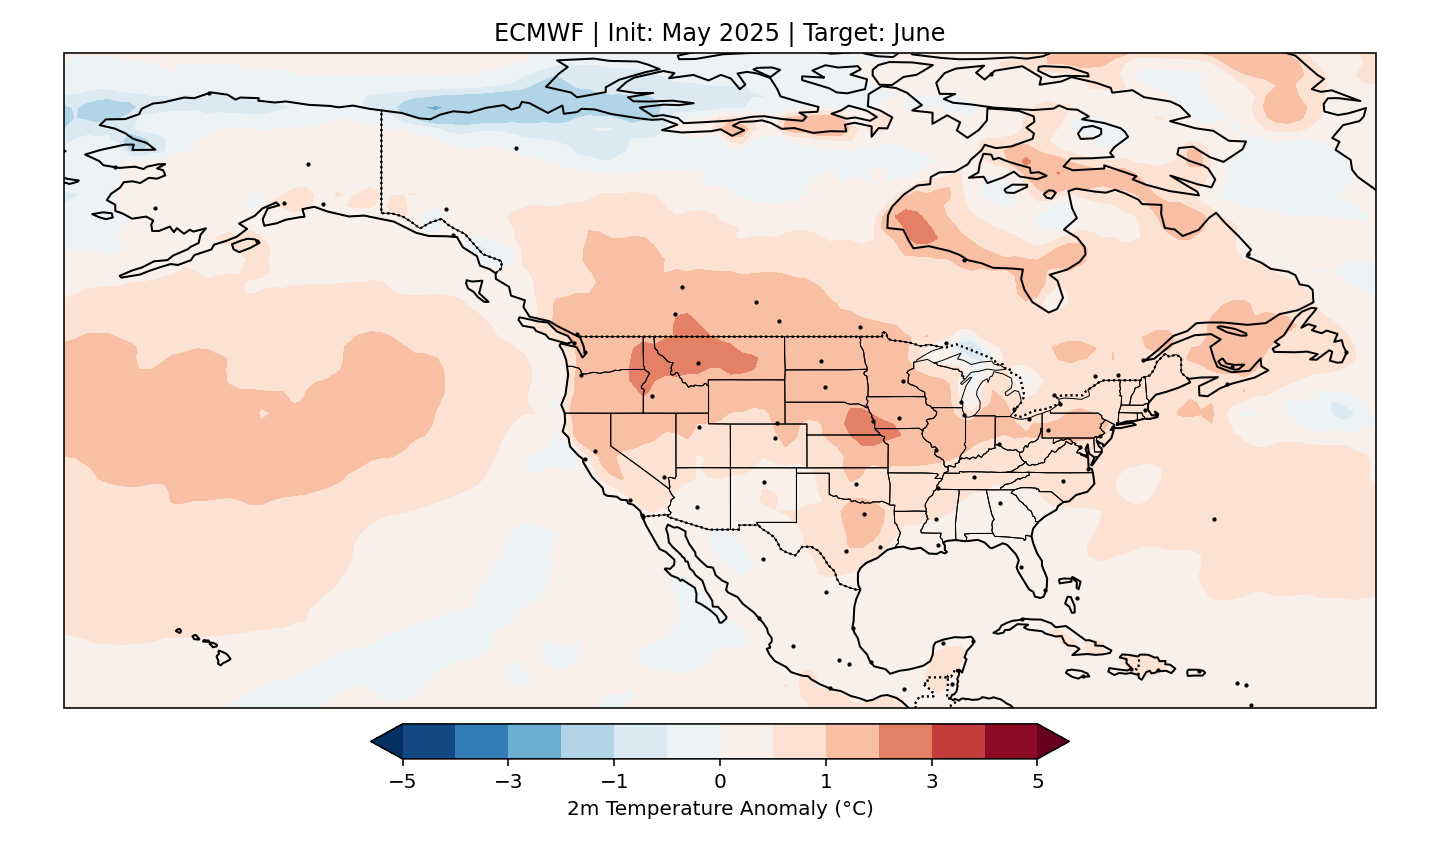 ECMWF | Init: May 2025 | Target: June
−5 −3 −1 0 1 3 5
2m Temperature Anomaly (°C)